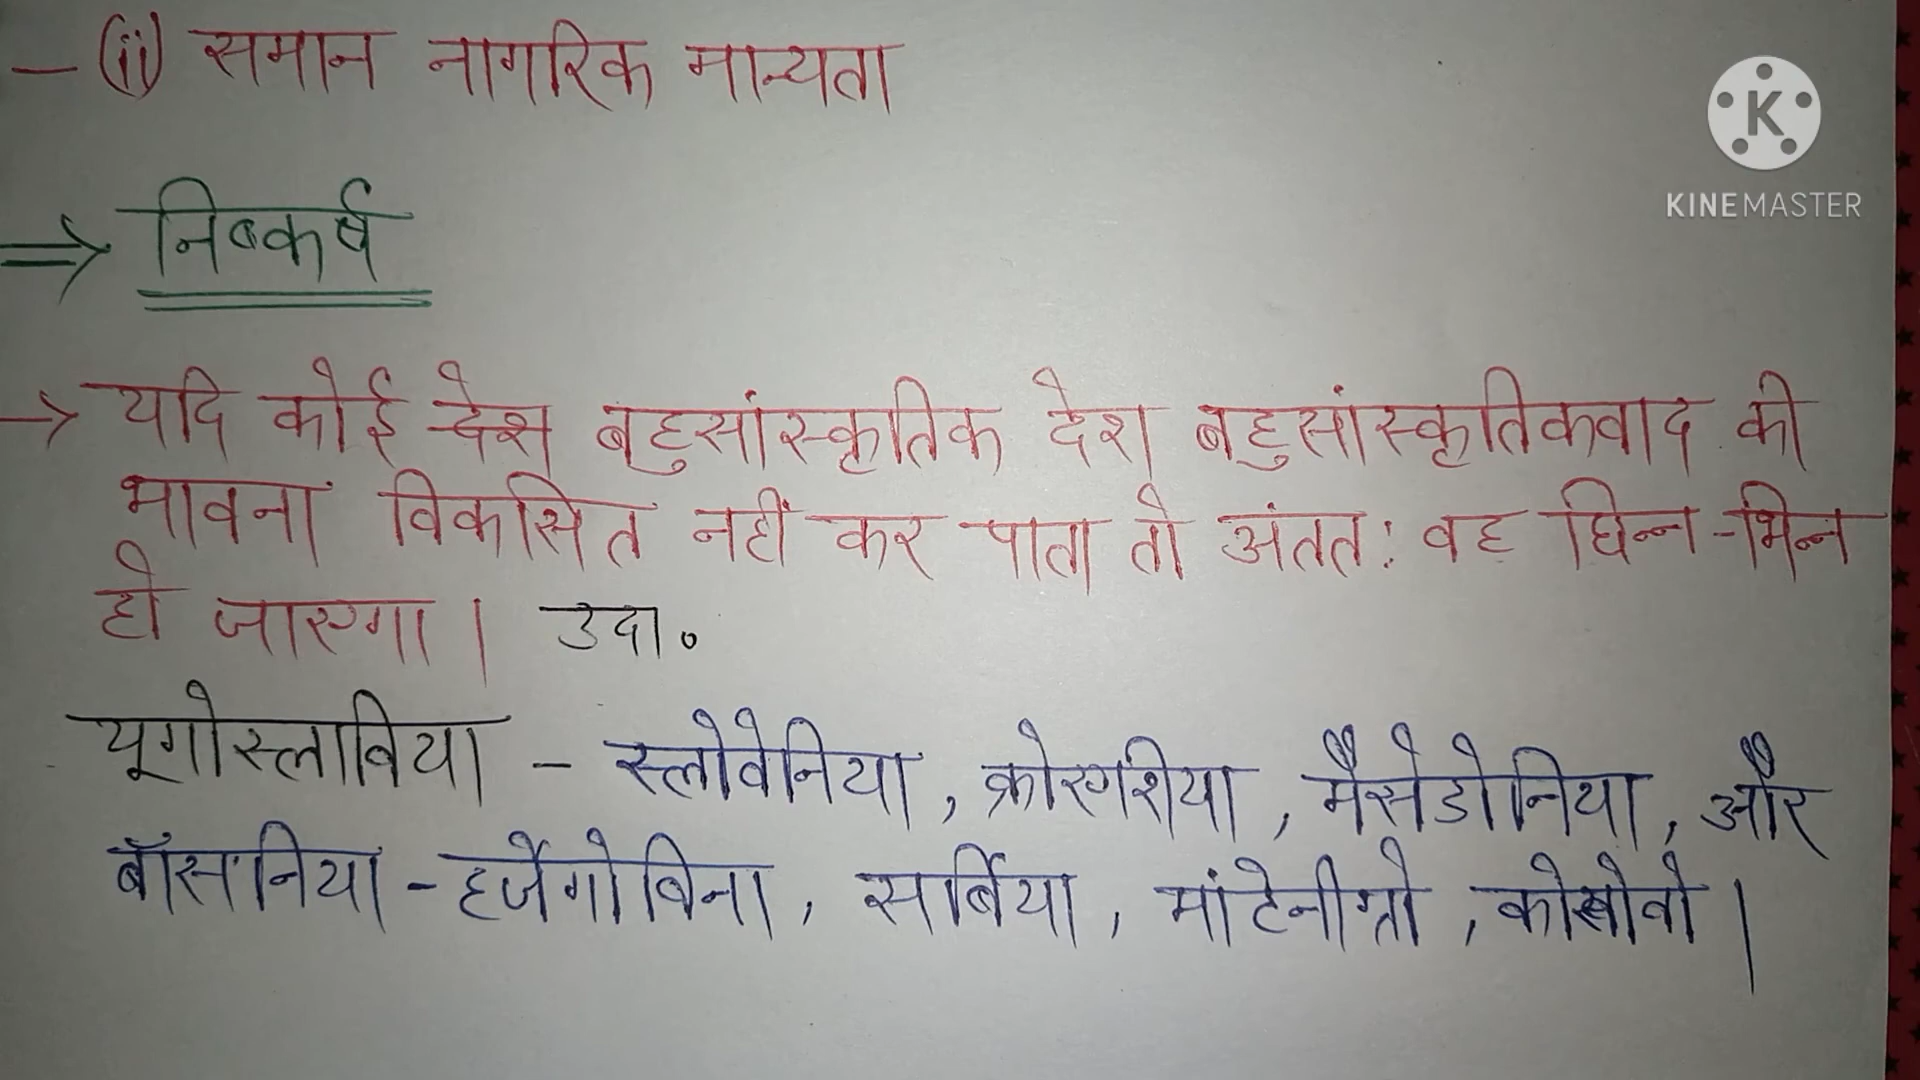 - (ii) समान नागरिक मान्यता
K
KINEMASTER
⇒ निष्कर्ष
→ यदि कोई देश बहुसांस्कृतिक देश बहुसांस्कृतिकवाद की
भावना विकसित नहीं कर पाता तो अंततः वह छिन्न-भिन्न
हो जाएगा । उदा॰
यूगोस्लाविया - स्लोवेनिया, क्रोएशिया, मैसेडोनिया, और
बॉसनिया - हर्जेगोविना, सर्बिया, मांटेनीग्रो, कोसोवो ।